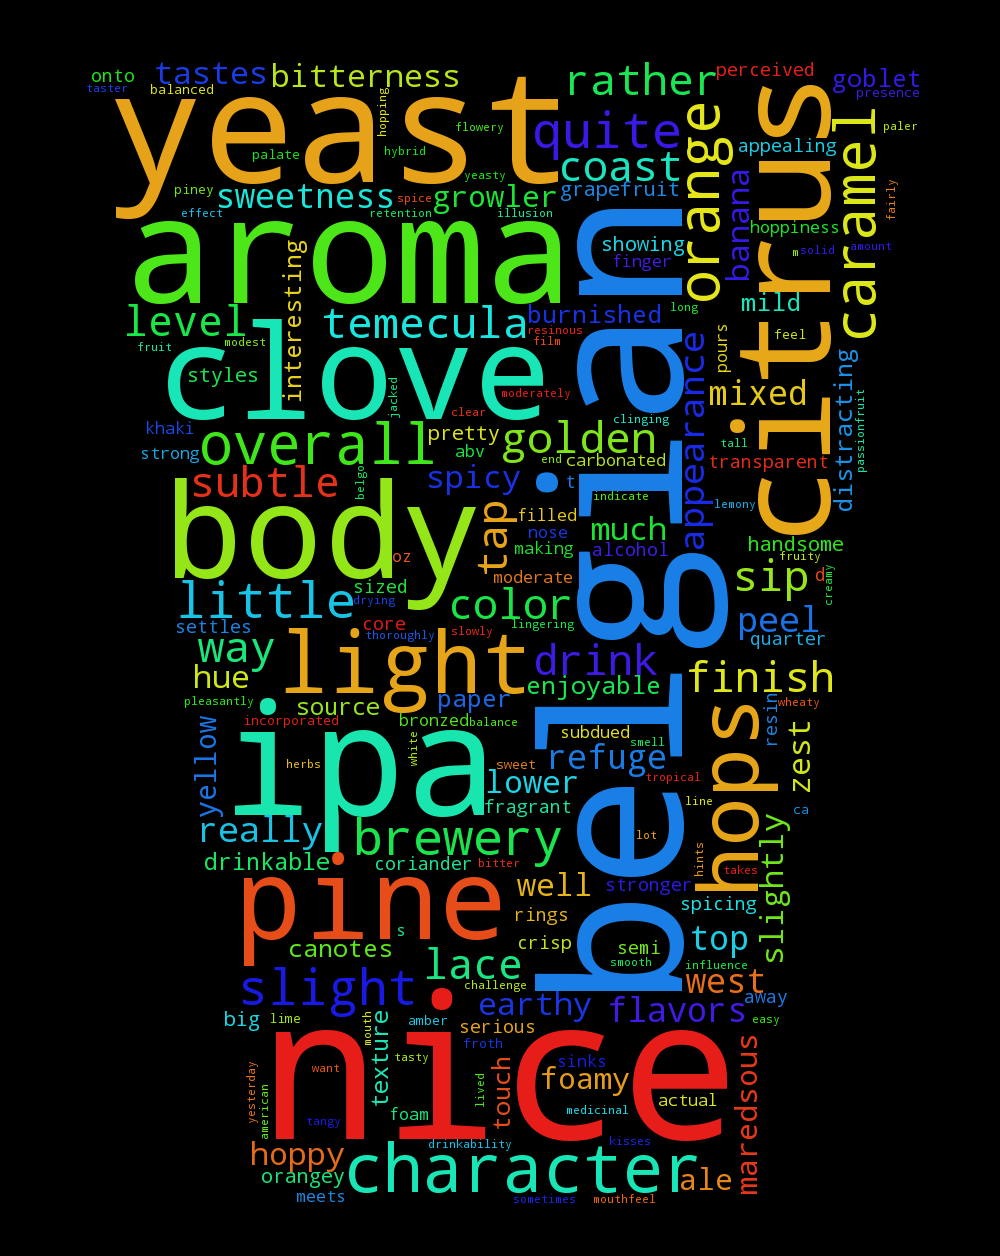 onto
tastes
bitterness
rather
perceived
goblet
taster
balanced
hopping
presence
yeast
flowery
quite
orange
citrus
caramel
paler
palate
hybrid
coast
appealing
piney
sweetness
spice
yeasty
growler
grapefruit
banana
fairly
effect
retention
illusion
hoppiness
aroma
belgian
showing
finger
m
solid
amount
interesting
level
temecula
burnished
long
mild
fruit
modest
clove
resinous
film
appearance
pours
feel
styles
jacked
moderately
mixed
distracting
passionfruit
khaki
strong
overall
clear
pretty
golden
clinging
tall
transparent
abv
end
carbonated
subtle
belgo
spicy
t
indicate
lemony
body
tap
filled
much
nose
making
alcohol
handsome
fruity
oz
sized
moderate
sip
d
creamy
little
drying
color
lingering
peel
quarter
settles
core
thoroughly
slowly
way
light
drink
finish
hue
enjoyable
pleasantly
source
paper
wheaty
yellow
incorporated
bronzed
balance
subdued
smell
hops
resin
zest
ipa
herbs
white
sweet
refuge
tropical
lower
fragrant
line
ca
really
brewery
lot
hints
slightly
drinkable
coriander
bitter
takes
pine
well
stronger
spicing
s
rings
canotes
crisp
semi
top
lace
smooth
influence
slight
challenge
west
earthy
flavors
away
big
lime
mouth
texture
amber
serious
easy
nice
froth
want
tasty
touch
sinks
maredsous
yesterday
american
lived
foamy
actual
tangy
foam
medicinal
drinkability
kisses
hoppy
character
orangey
ale
meets
sometimes
mouthfeel